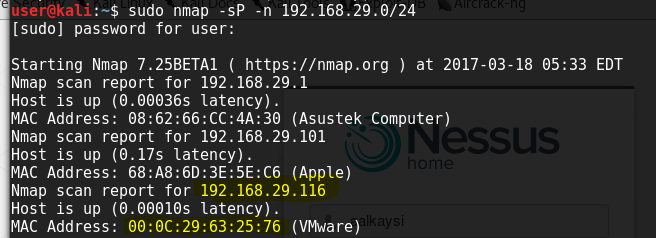 user@kali:~$ sudo nmap -sP -n 192.168.29.0/24
[sudo] password for user:
Starting Nmap 7.25BETA1 ( https://nmap.org ) at 2017-03-18 05:33 EDT
Nmap scan report for 192.168.29.1
Host is up (0.00036s latency).
MAC Address: 08:62:66:CC:4A:30 (Asustek Computer)
Nmap scan report for 192.168.29.101
Host is up (0.17s latency).
MAC Address: 68:A8:6D:3E:5E:C6 (Apple)
Nmap scan report for 192.168.29.116
Host is up (0.00010s latency).
MAC Address: 00:0C:29:63:25:76 (VMware)
Nessus
home
salkaysi
Aircrack-ng